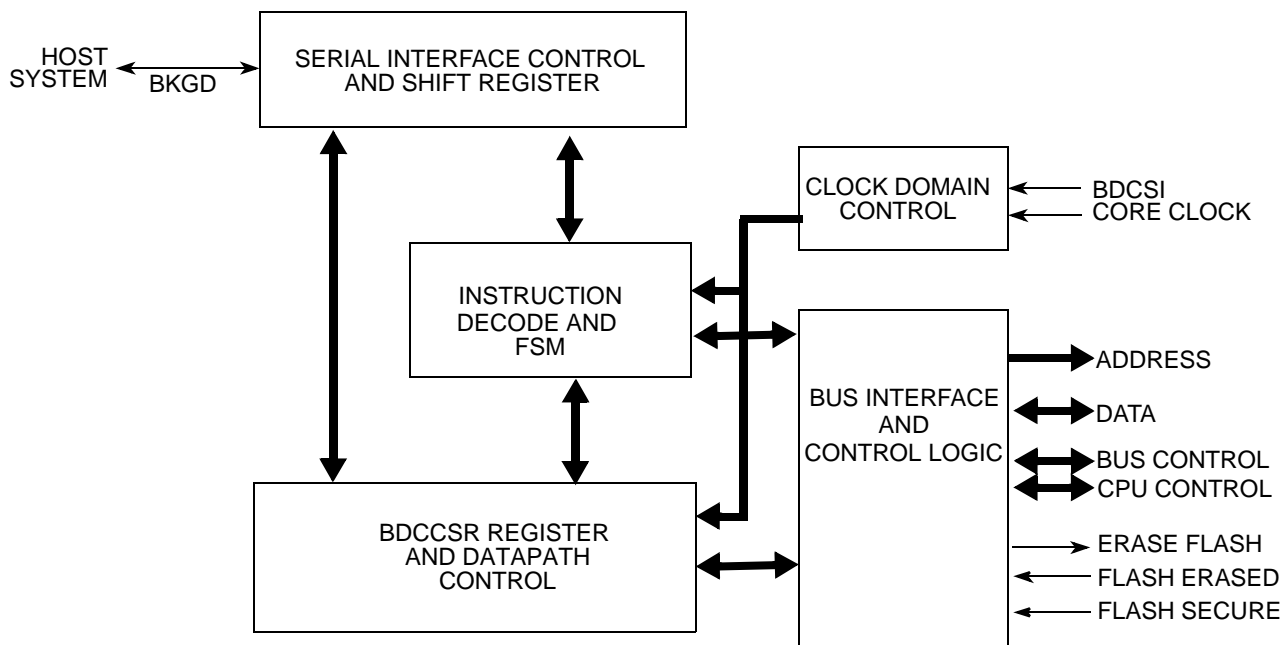 HOST
SYSTEM
BKGD
SERIAL INTERFACE CONTROL
AND SHIFT REGISTER
CLOCK DOMAIN
CONTROL
BDCSI
CORE CLOCK
INSTRUCTION
DECODE AND
FSM
BUS INTERFACE
AND
CONTROL LOGIC
ADDRESS
DATA
BUS CONTROL
CPU CONTROL
ERASE FLASH
FLASH ERASED
FLASH SECURE
BDCCSR REGISTER
AND DATAPATH
CONTROL